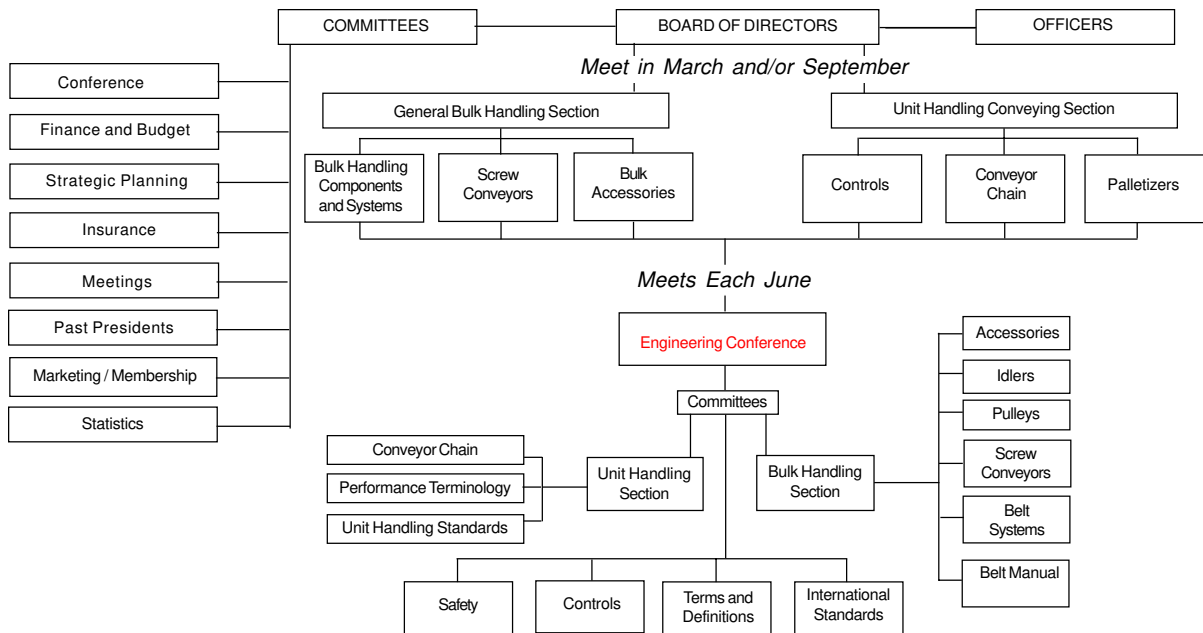 COMMITTEES
BOARD OF DIRECTORS
OFFICERS
Meet in March and/or September
Conference
Finance and Budget
Strategic Planning
Insurance
Meetings
Past Presidents
Marketing / Membership
Statistics
General Bulk Handling Section
Unit Handling Conveying Section
Bulk Handling
Components
and Systems
Screw
Conveyors
Bulk
Accessories
Controls
Conveyor
Chain
Palletizers
Meets Each June
Engineering Conference
Committees
Conveyor Chain
Performance Terminology
Unit Handling Standards
Unit Handling
Section
Bulk Handling
Section
Accessories
Idlers
Pulleys
Screw
Conveyors
Belt
Systems
Belt Manual
Safety
Controls
Terms and
Definitions
International
Standards